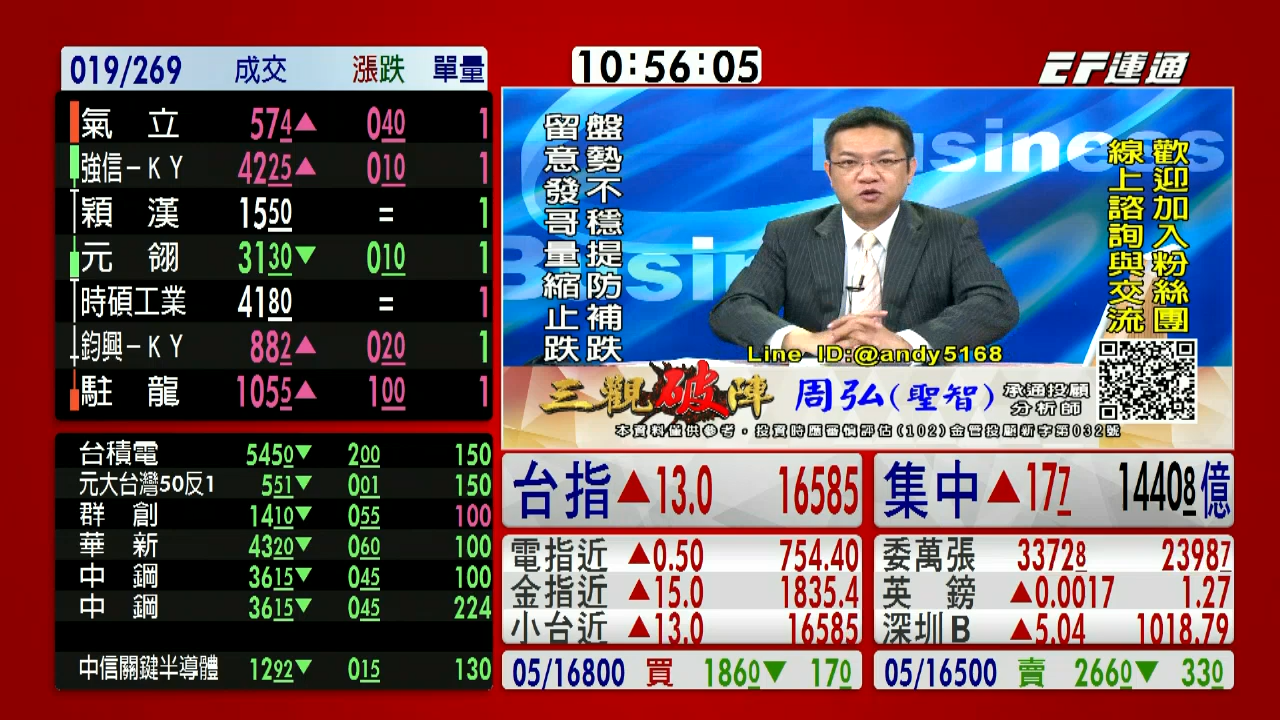 019/269 成交 漲跌 單量
氣立 574▲ 040 1
強信-KY 4225▲ 010 1
穎漢 1550 = 1
元翎 3130▼ 010 1
時碩工業 4180 = 1
鈞興-KY 882▲ 020 1
駐龍 1055▲ 100 1
台積電 5450▼ 200 150
元大台灣50反1 551▼ 001 150
群創 1410▼ 055 100
華新 4320▼ 060 100
中鋼 3615▼ 045 100
中鋼 3615▼ 045 224
中信關鍵半導體 1292▼ 015 130
10:56:05
EF運通
盤勢不穩提防補跌
留意發哥量縮止跌
Business
Busin
歡迎加入粉絲團
線上諮詢與交流
Line ID:@andy5168
三觀破陣 周弘(聖智) 承通投顧
分析師
本資料僅供參考,投資時應審慎評估(102)金管投顧新字第032號
台指▲13.0 16585
集中▲177 14408億
電指近 ▲0.50 754.40
金指近 ▲15.0 1835.4
小台近 ▲13.0 16585
委萬張 33728 23987
英鎊 ▲0.0017 1.27
深圳B ▲5.04 1018.79
05/16800 買 1860▼ 170
05/16500 賣 2660▼ 330